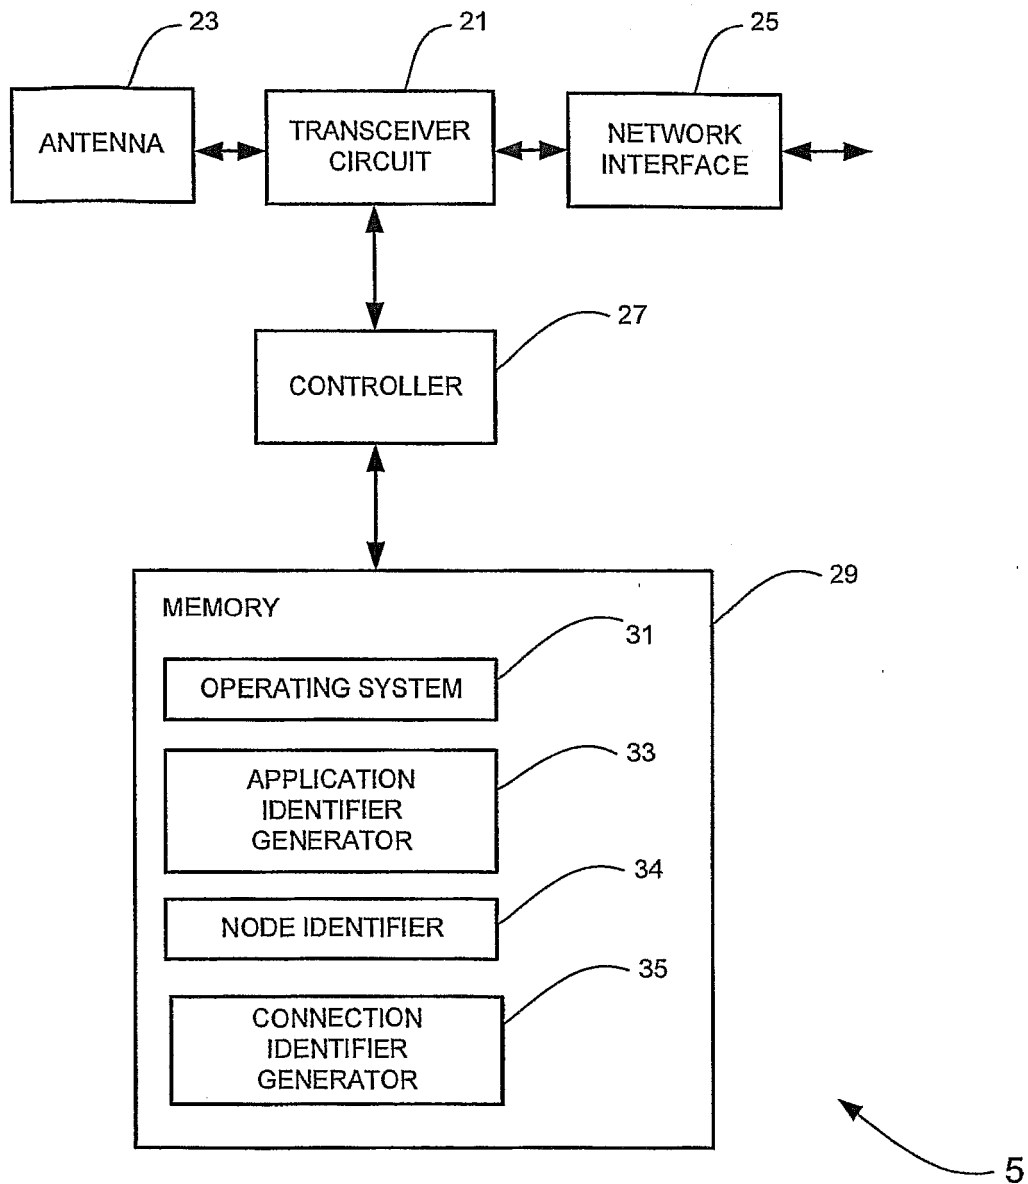 23
21
25
ANTENNA
TRANSCEIVER
CIRCUIT
NETWORK
INTERFACE
27
CONTROLLER
29
MEMORY
31
OPERATING SYSTEM
33
APPLICATION
IDENTIFIER
GENERATOR
34
NODE IDENTIFIER
35
CONNECTION
IDENTIFIER
GENERATOR
5